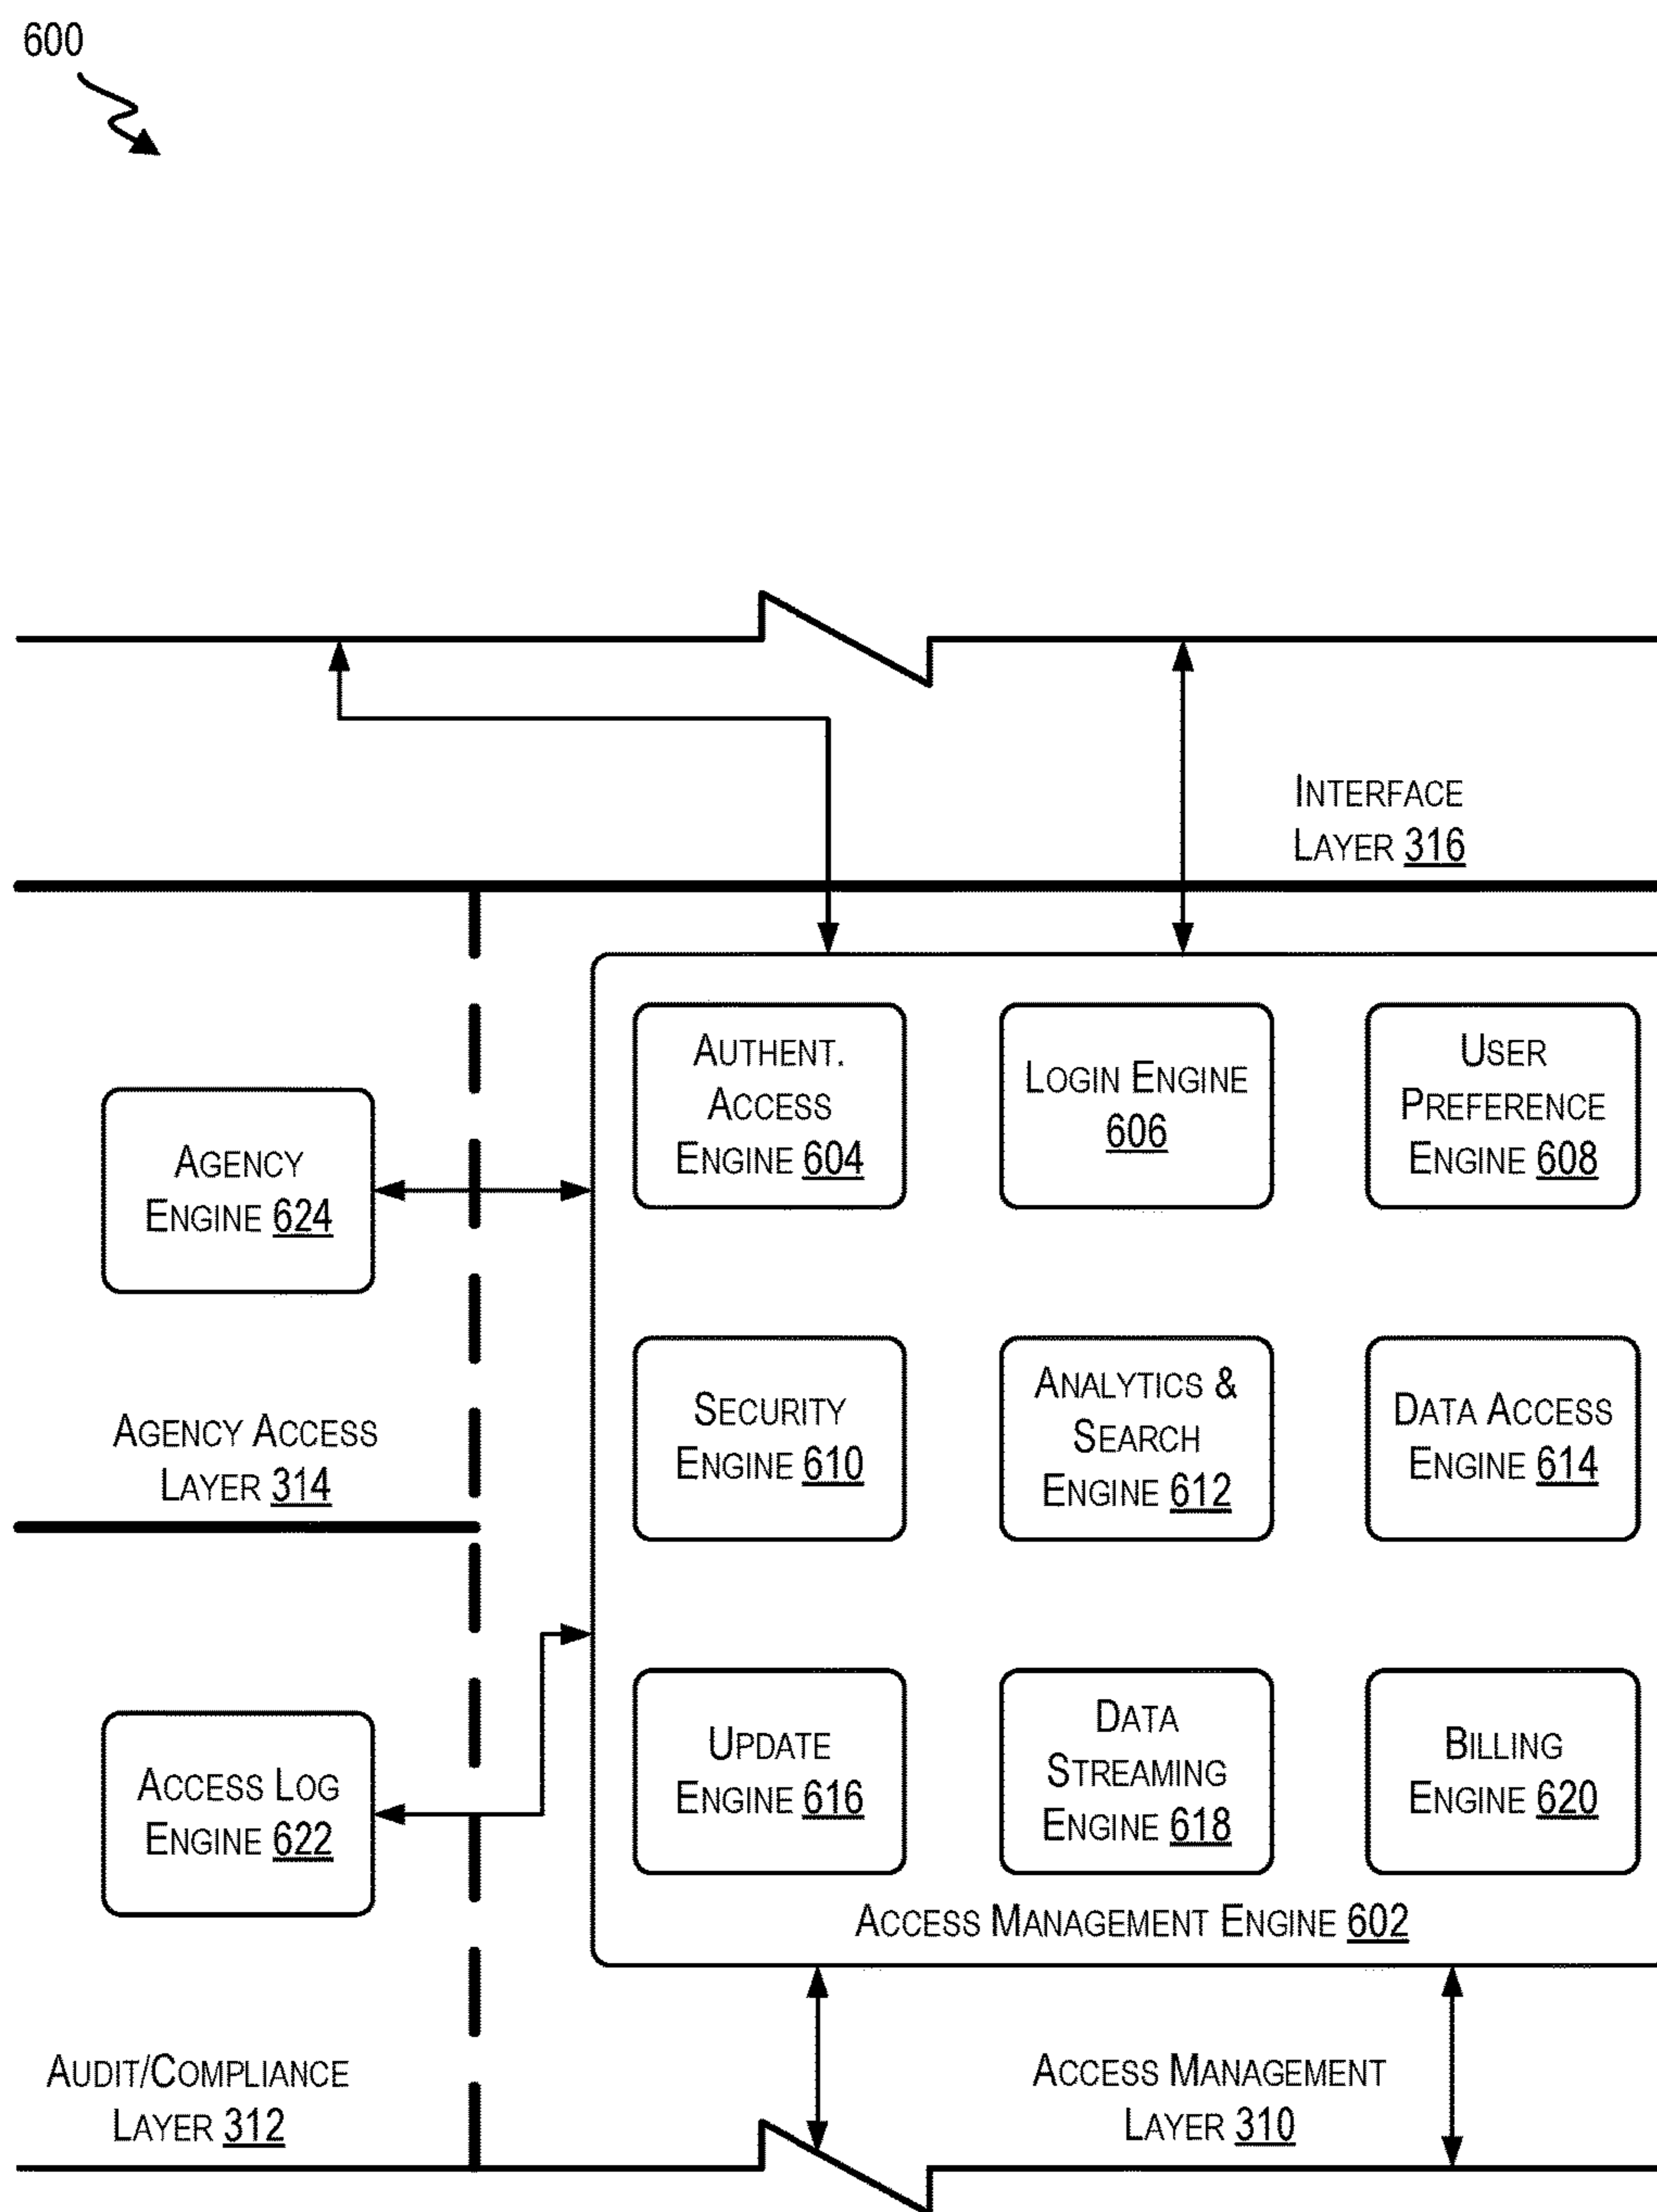 600
INTERFACE
LAYER 316
AUTHENT.
ACCESS
ENGINE 604
LOGIN ENGINE
606
USER
PREFERENCE
ENGINE 608
AGENCY
ENGINE 624
SECURITY
ENGINE 610
ANALYTICS &
SEARCH
ENGINE 612
DATA ACCESS
ENGINE 614
AGENCY ACCESS
LAYER 314
UPDATE
ENGINE 616
DATA
STREAMING
ENGINE 618
BILLING
ENGINE 620
ACCESS LOG
ENGINE 622
ACCESS MANAGEMENT ENGINE 602
AUDIT/COMPLIANCE
LAYER 312
ACCESS MANAGEMENT
LAYER 310